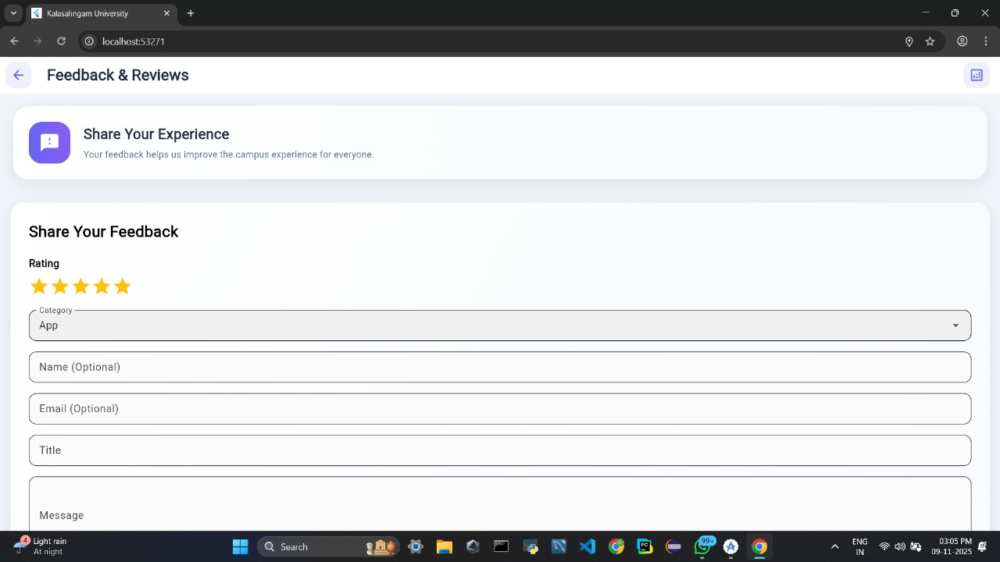 Kalasalingam University
localhost:53271
Feedback & Reviews
Share Your Experience
Your feedback helps us improve the campus experience for everyone.
Share Your Feedback
Rating
Category
App
Name (Optional)
Email (Optional)
Title
Message
4
Light rain
At night
Search
PC
99+
ENG
IN
03:05 PM
09-11-2025